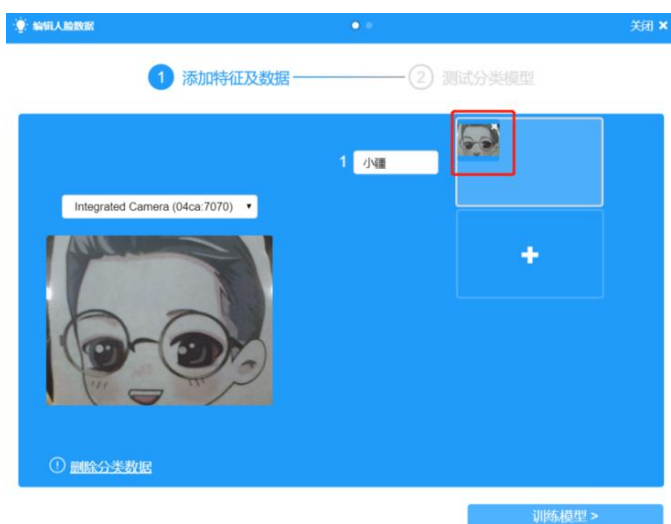 编辑人脸数据
关闭 ×
1 添加特征及数据
2 测试分类模型
1 小疆
Integrated Camera (04ca:7070)
删除分类数据
训练模型 >